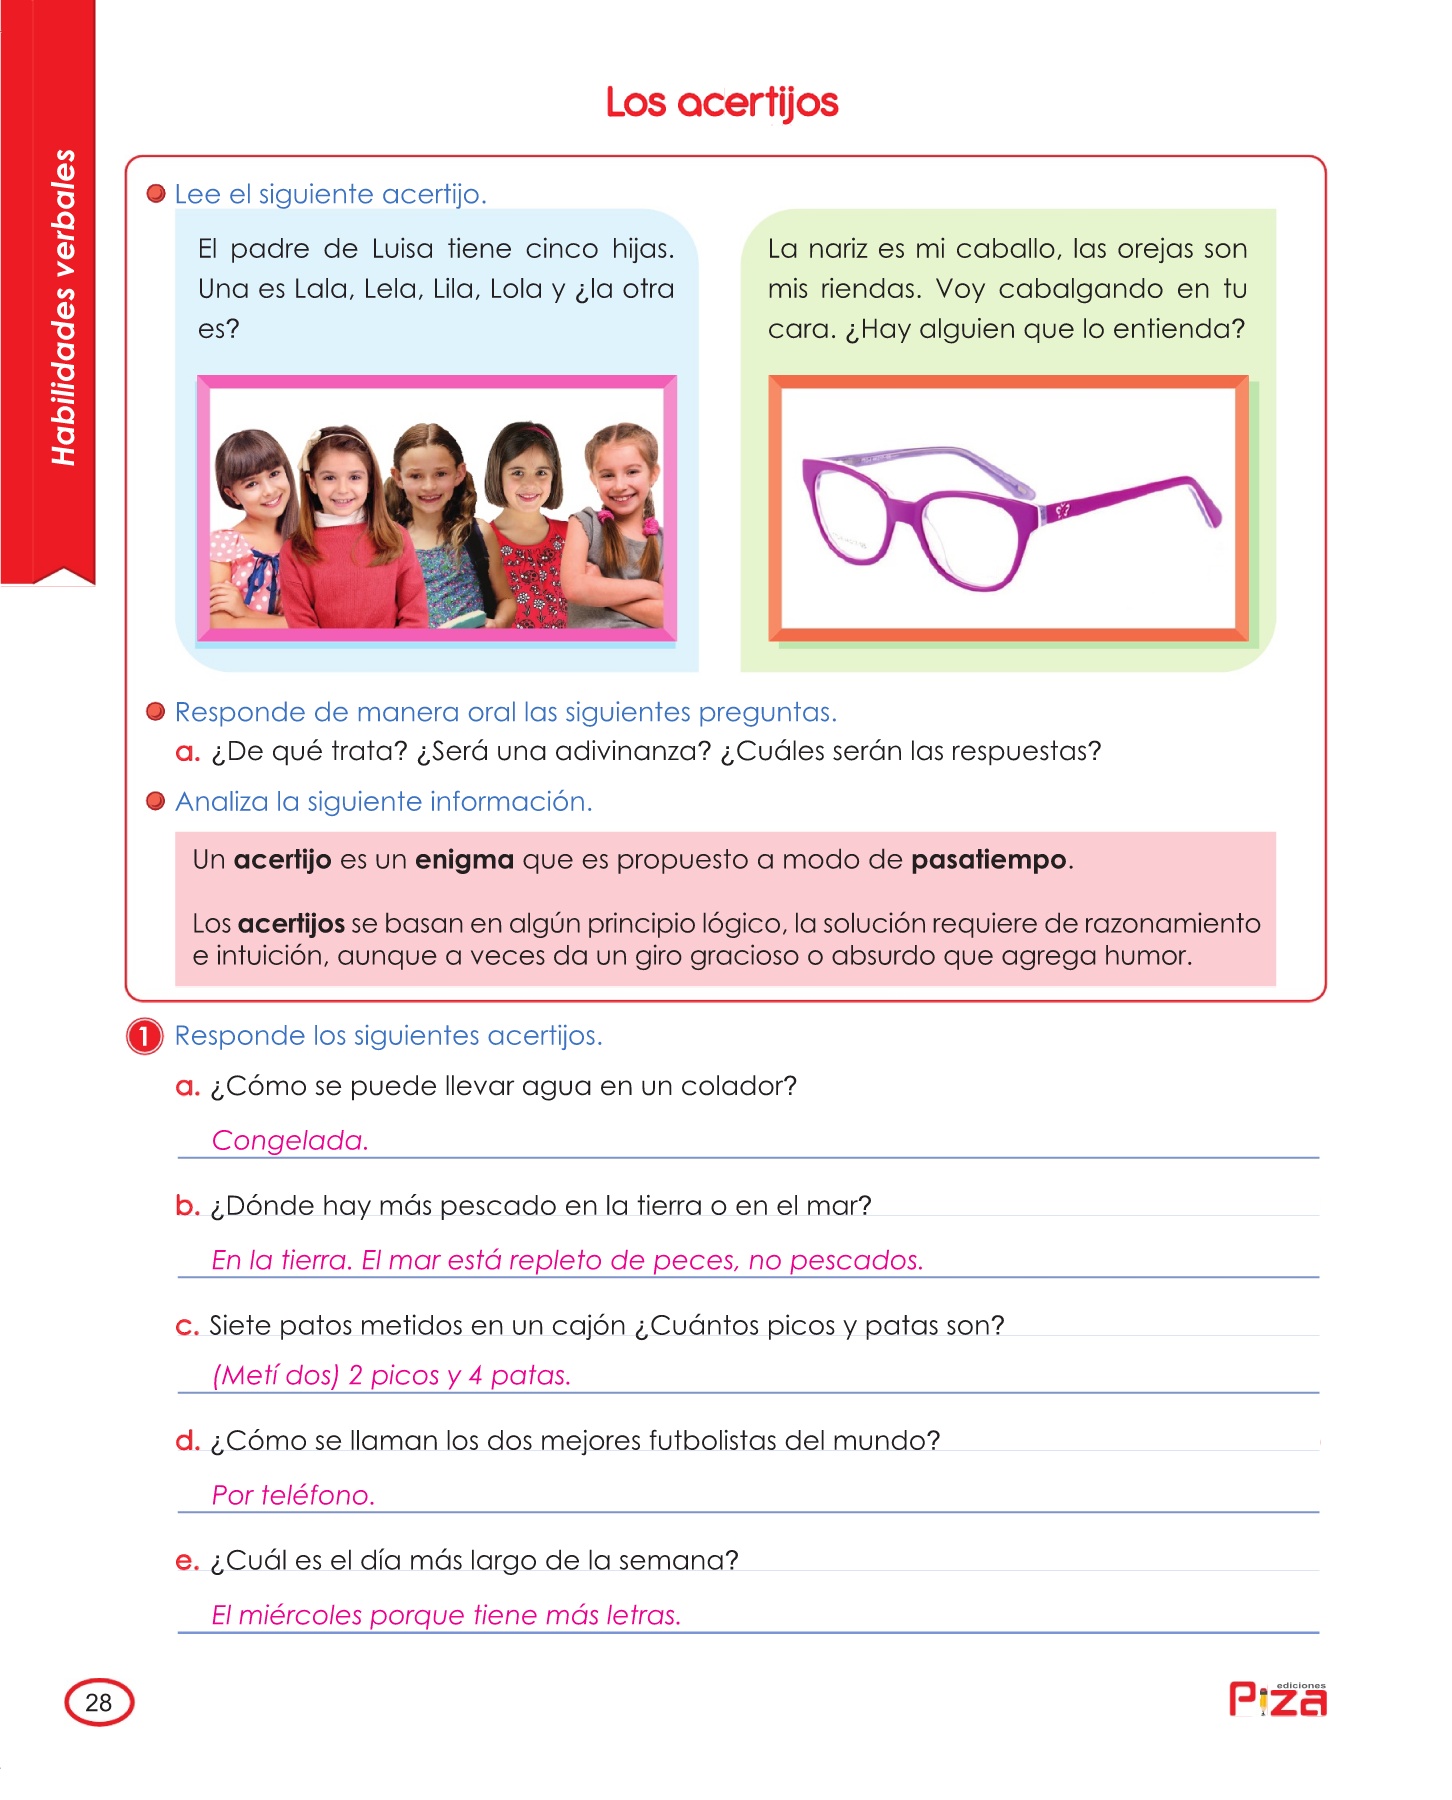 Habilidades verbales
Los acertijos
Lee el siguiente acertijo.
El padre de Luisa tiene cinco hijas.
Una es Lala, Lela, Lila, Lola y ¿la otra
es?
La nariz es mi caballo, las orejas son
mis riendas. Voy cabalgando en tu
cara. ¿Hay alguien que lo entienda?
Responde de manera oral las siguientes preguntas.
a. ¿De qué trata? ¿Será una adivinanza? ¿Cuáles serán las respuestas?
Analiza la siguiente información.
Un acertijo es un enigma que es propuesto a modo de pasatiempo.
Los acertijos se basan en algún principio lógico, la solución requiere de razonamiento
e intuición, aunque a veces da un giro gracioso o absurdo que agrega humor.
1 Responde los siguientes acertijos.
a. ¿Cómo se puede llevar agua en un colador?
Congelada.
b. ¿Dónde hay más pescado en la tierra o en el mar?
En la tierra. El mar está repleto de peces, no pescados.
c. Siete patos metidos en un cajón ¿Cuántos picos y patas son?
(Metí dos) 2 picos y 4 patas.
d. ¿Cómo se llaman los dos mejores futbolistas del mundo?
Por teléfono.
e. ¿Cuál es el día más largo de la semana?
El miércoles porque tiene más letras.
28
ediciones
Piza